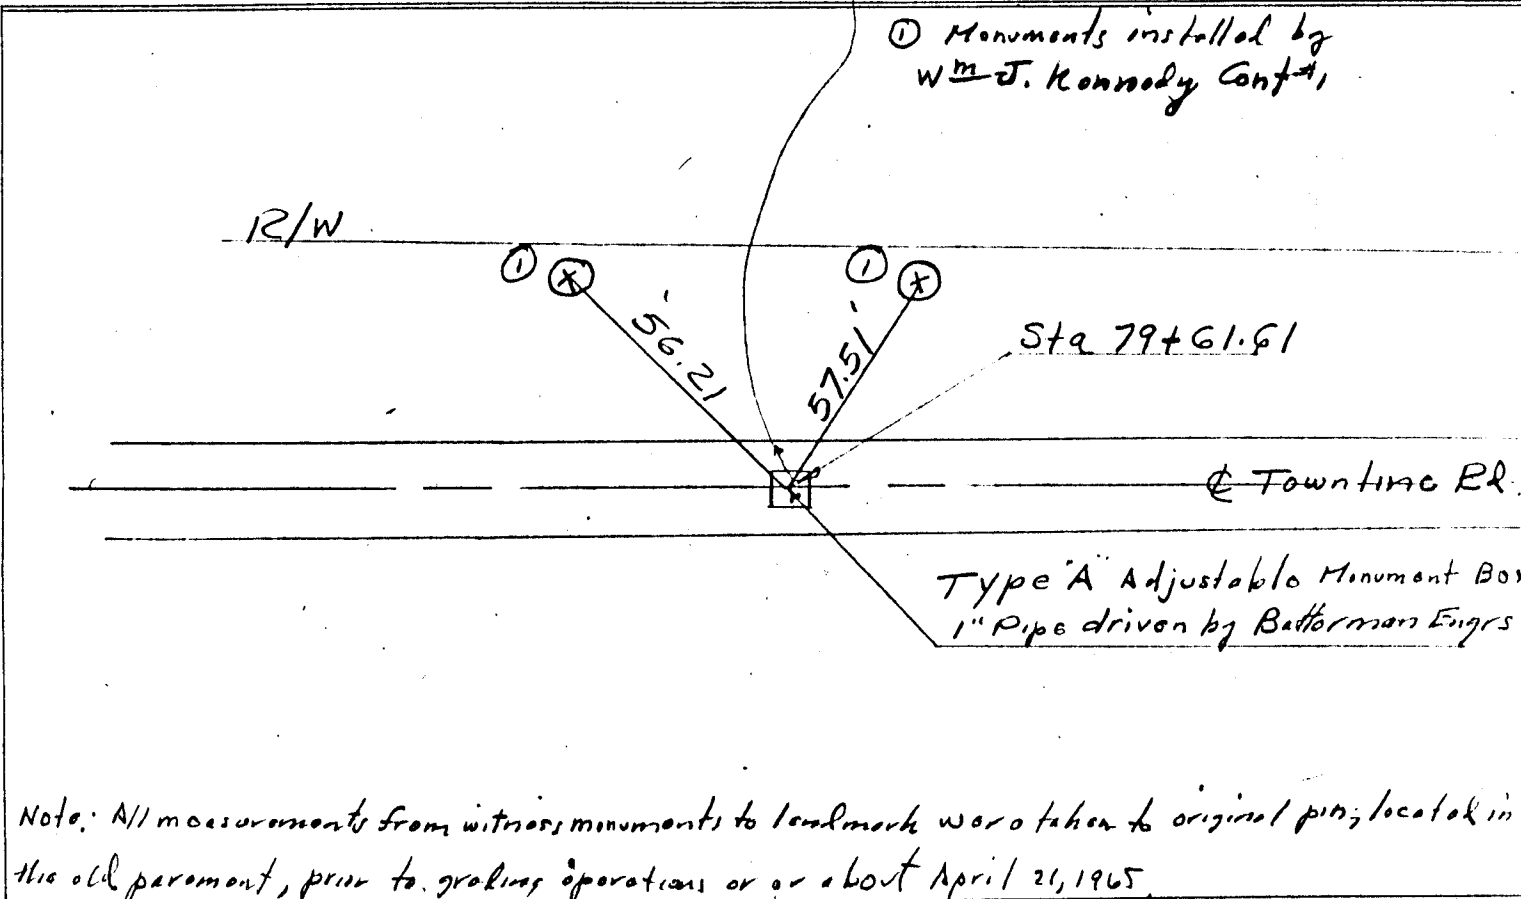 ① Monuments installed by
Wm J. Kennedy Cont #1
R/W
① ①
56.21'
57.51'
Sta 79+61.61
℄ Townline Rd.
Type "A" Adjustable Monument Box
1" Pipe driven by Batterman Engrs
Note: All measurements from witness monuments to landmark were taken to original pin, located in
the old pavement, prior to grading operations or or about April 21, 1965.